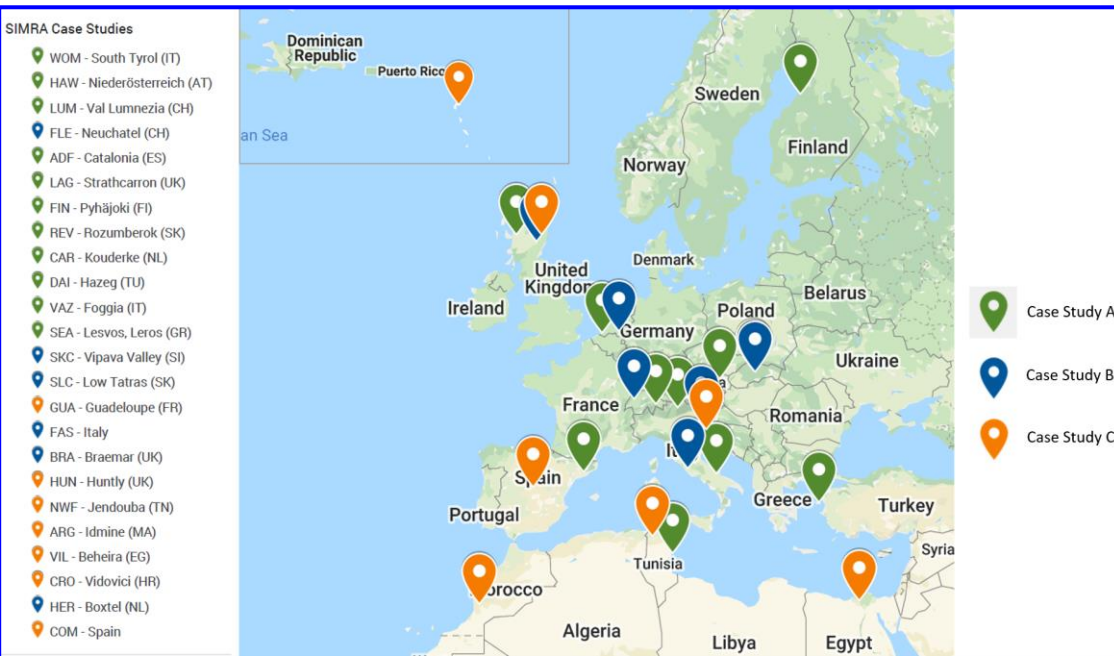 SIMRA Case Studies
WOM - South Tyrol (IT)
HAW - Niederösterreich (AT)
LUM - Val Lumnezia (CH)
FLE - Neuchatel (CH)
ADF - Catalonia (ES)
LAG - Strathcarron (UK)
FIN - Pyhäjoki (FI)
REV - Rozumberok (SK)
CAR - Kouderke (NL)
DAI - Hazeg (TU)
VAZ - Foggia (IT)
SEA - Lesvos, Leros (GR)
SKC - Vipava Valley (SI)
SLC - Low Tatras (SK)
GUA - Guadeloupe (FR)
FAS - Italy
BRA - Braemar (UK)
HUN - Huntly (UK)
NWF - Jendouba (TN)
ARG - Idmine (MA)
VIL - Beheira (EG)
CRO - Vidovici (HR)
HER - Boxtel (NL)
COM - Spain
Dominican
Republic
Puerto Ric
an Sea
Sweden
Finland
Norway
Denmark
United
Kingdom
Ireland
Belarus
Poland
Germany
Ukraine
France
Romania
Spain
Portugal
Greece
Turkey
Syria
Tunisia
orocco
Algeria
Libya
Egypt
Case Study A
Case Study B
Case Study C